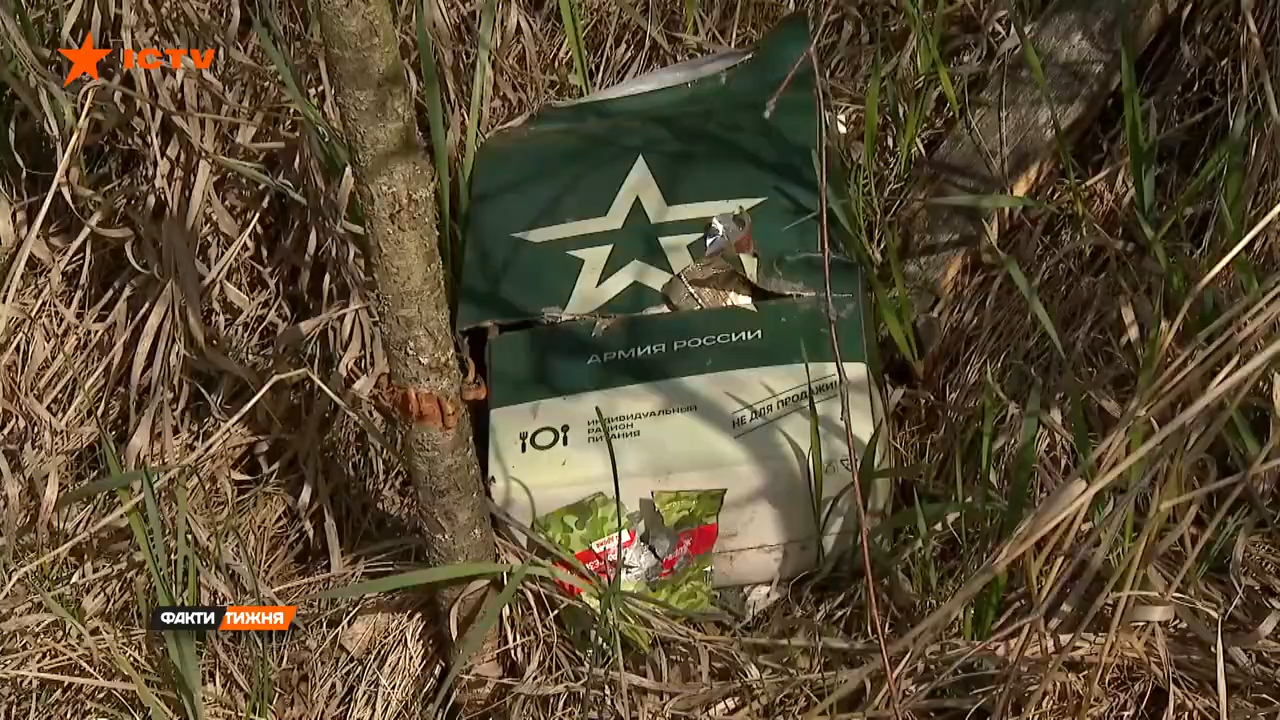 ICTV
АРМИЯ РОССИИ
ИНДИВИДУАЛЬНЫЙ
РАЦИОН
ПИТАНИЯ
НЕ ДЛЯ ПРОДАЖИ!
ФАКТИ ТИЖНЯ